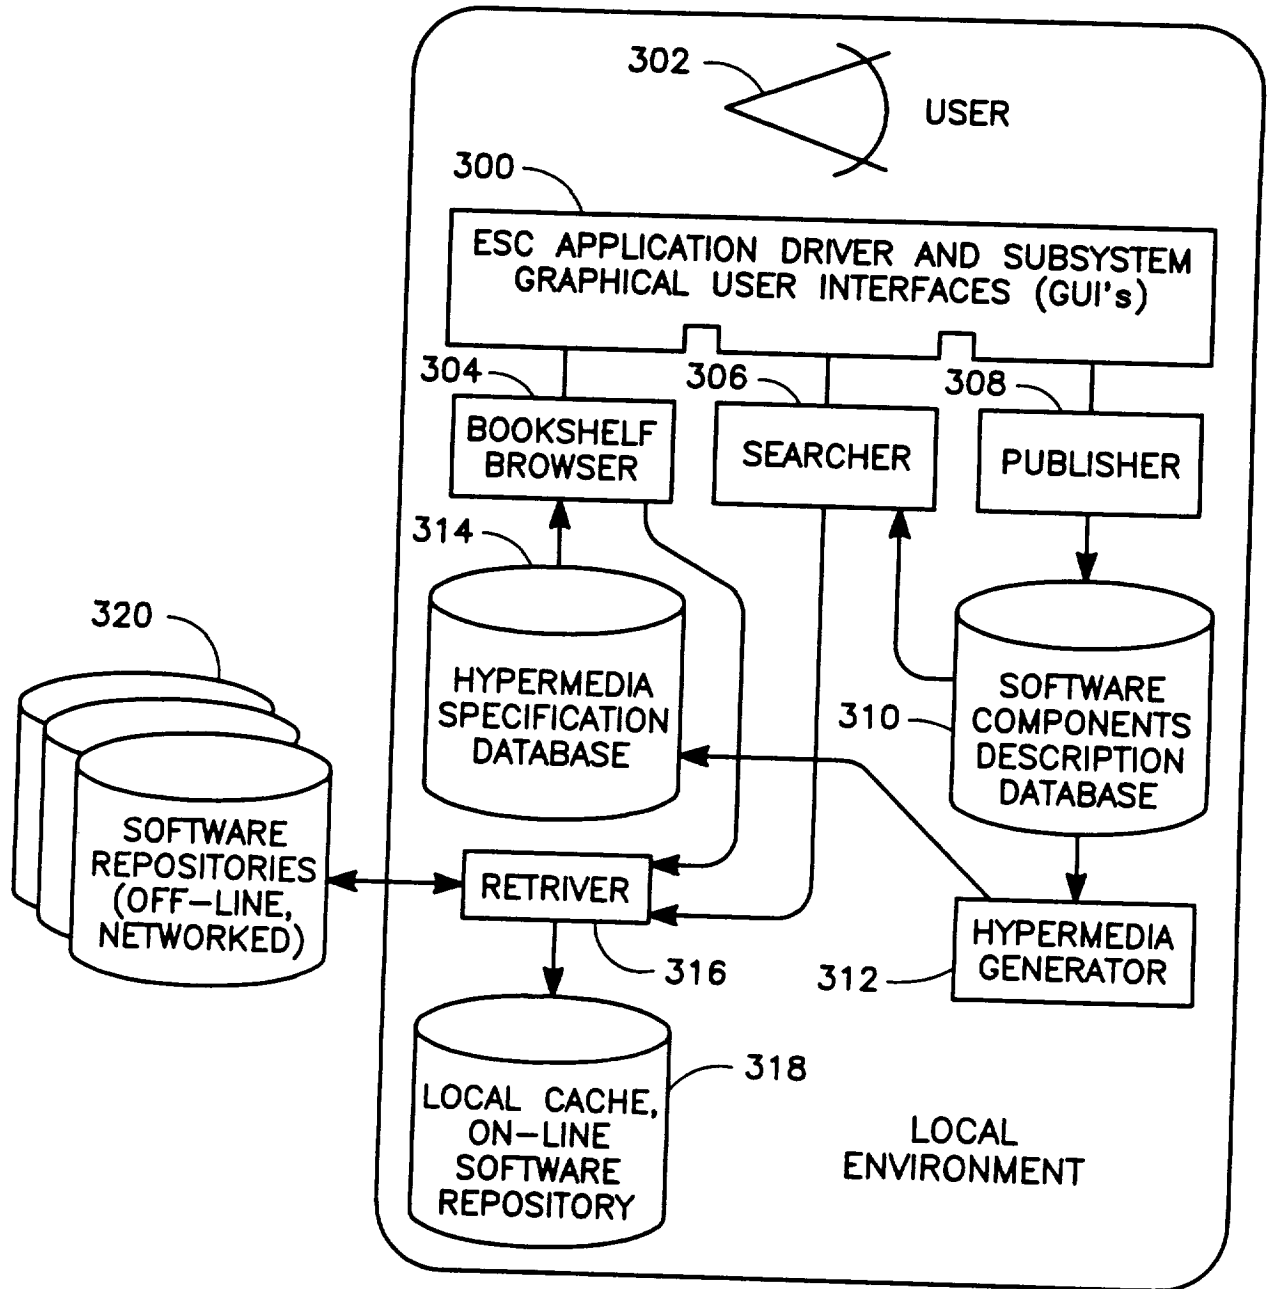 302
USER
300
ESC APPLICATION DRIVER AND SUBSYSTEM
GRAPHICAL USER INTERFACES (GUI's)
304
306
308
BOOKSHELF
BROWSER
SEARCHER
PUBLISHER
314
320
HYPERMEDIA
SPECIFICATION
DATABASE
310
SOFTWARE
COMPONENTS
DESCRIPTION
DATABASE
SOFTWARE
REPOSITORIES
(OFF-LINE,
NETWORKED)
RETRIVER
316
312
HYPERMEDIA
GENERATOR
318
LOCAL CACHE,
ON-LINE
SOFTWARE
REPOSITORY
LOCAL
ENVIRONMENT